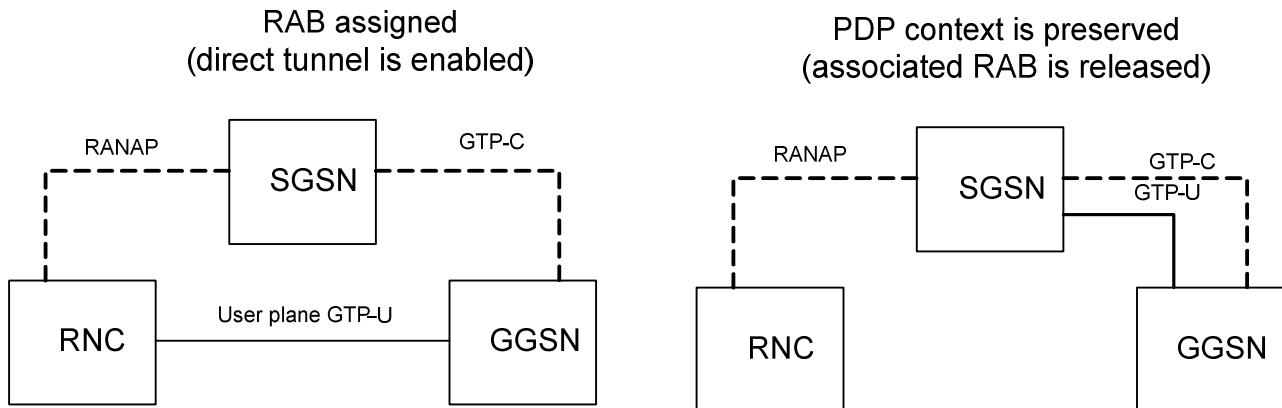 RAB assigned
(direct tunnel is enabled)
RANAP
GTP-C
SGSN
RNC
User plane GTP-U
GGSN
PDP context is preserved
(associated RAB is released)
RANAP
SGSN
GTP-C
GTP-U
RNC
GGSN